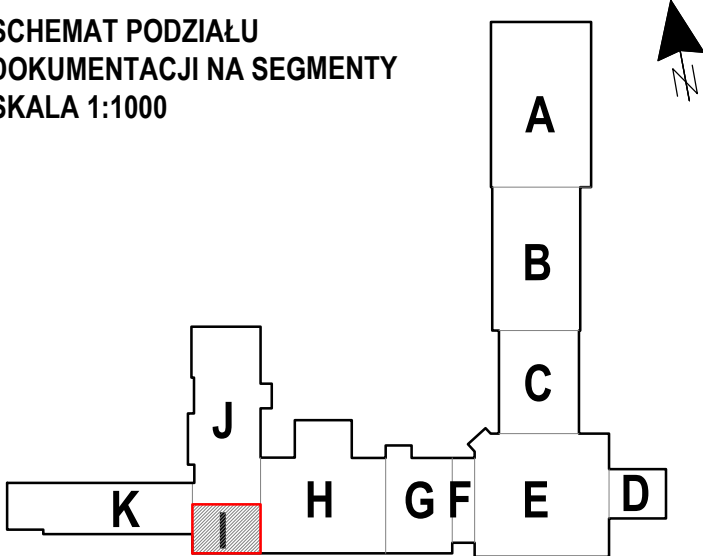 SCHEMAT PODZIAŁU
DOKUMENTACJI NA SEGMENTY
SKALA 1:1000
N
A
B
C
J
K
I
H
G
F
E
D